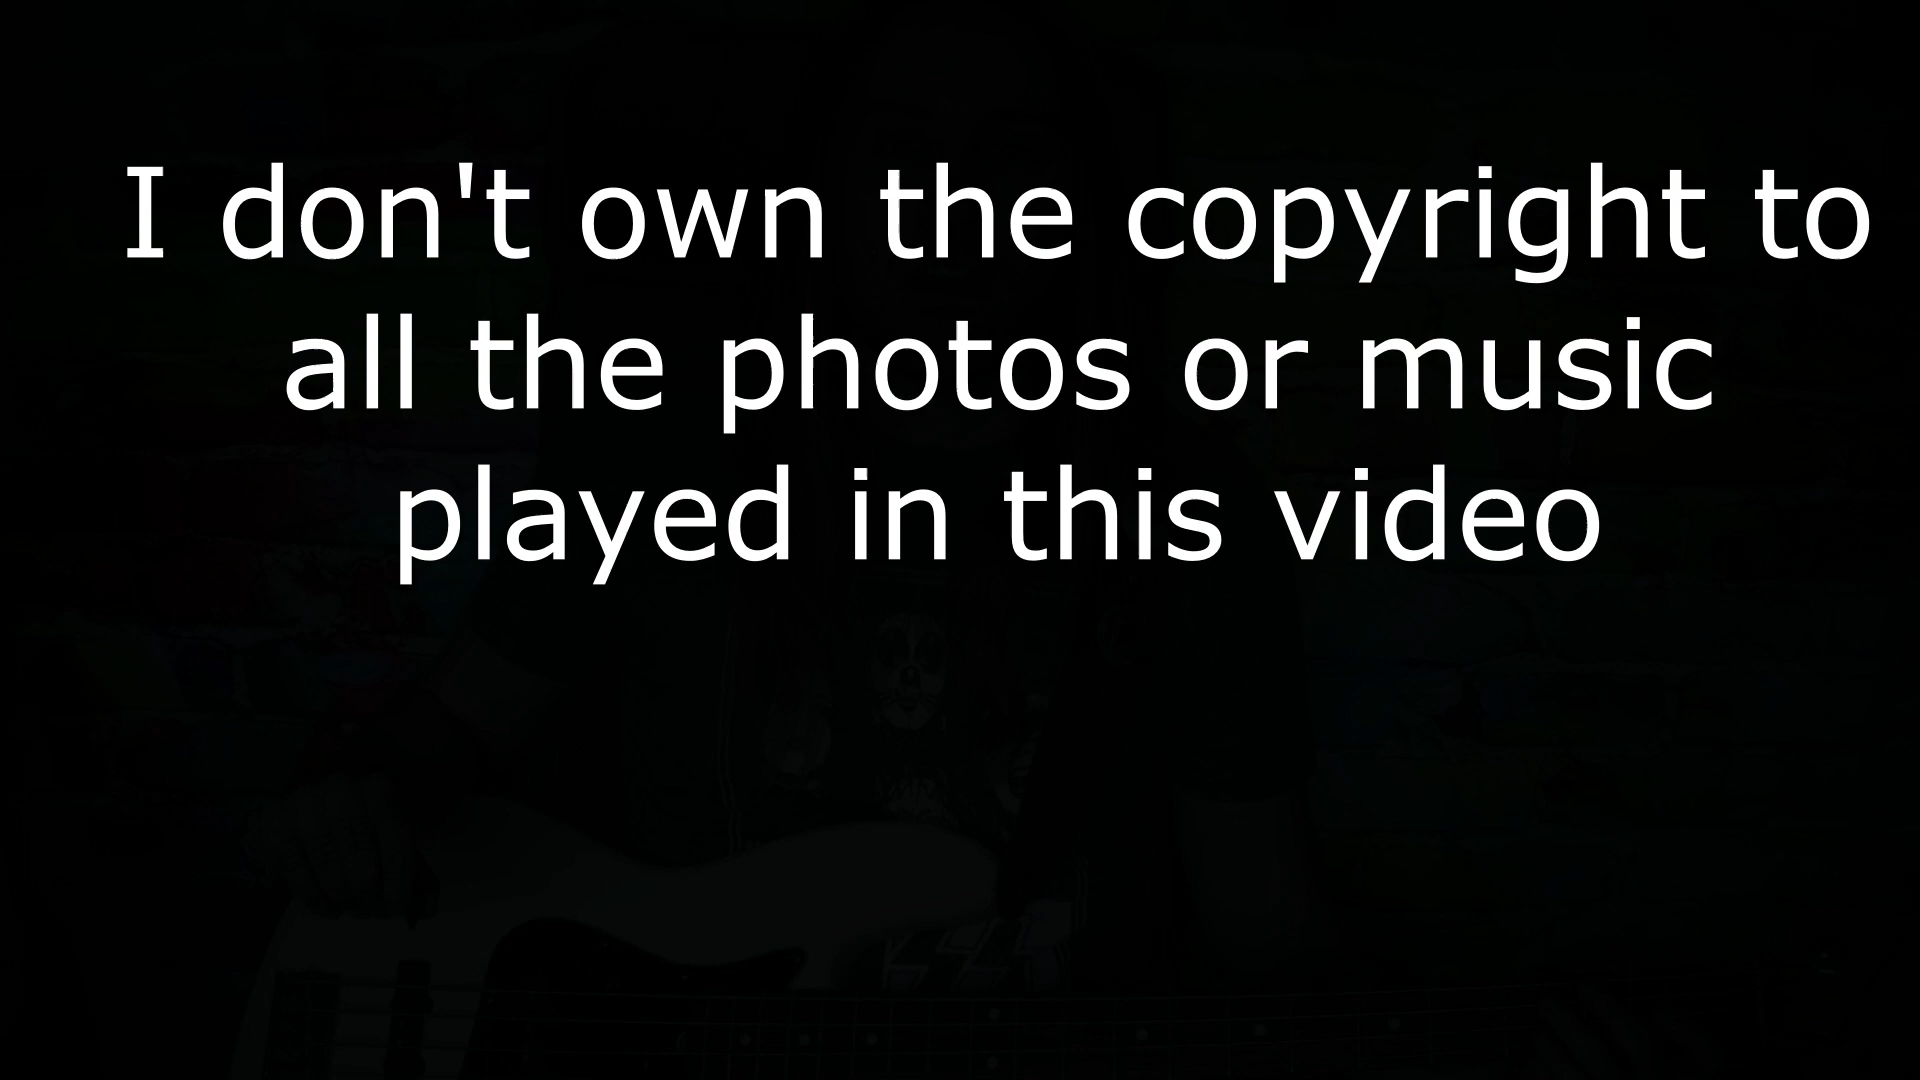 I don't own the copyright to
all the photos or music
played in this video